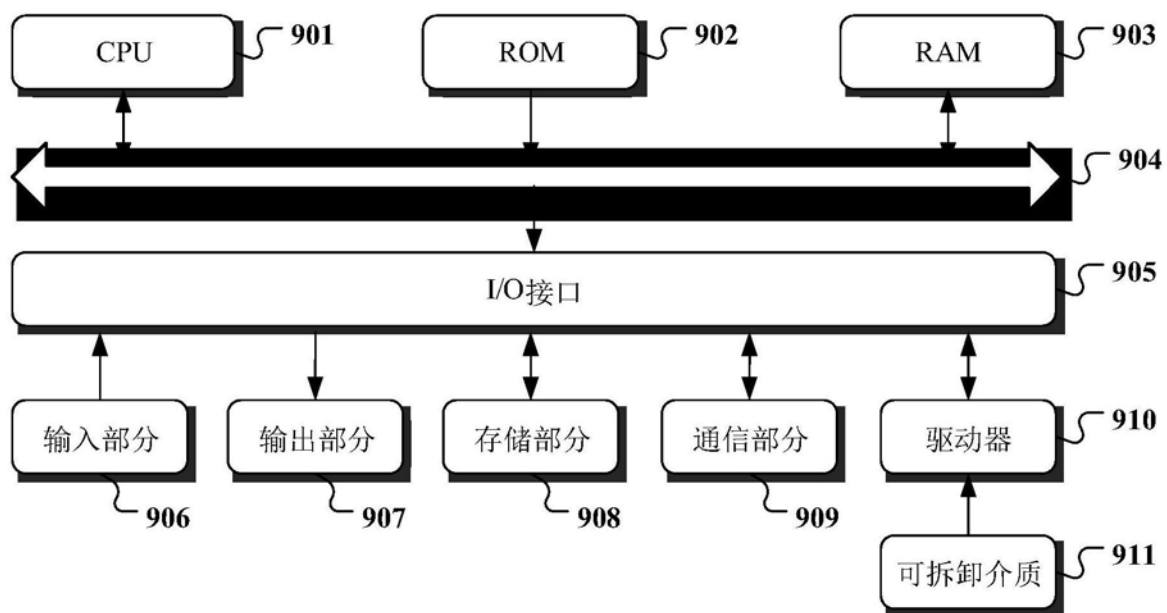 CPU
901
ROM
902
RAM
903
904
I/O接口
905
输入部分
906
输出部分
907
存储部分
908
通信部分
909
驱动器
910
可拆卸介质
911